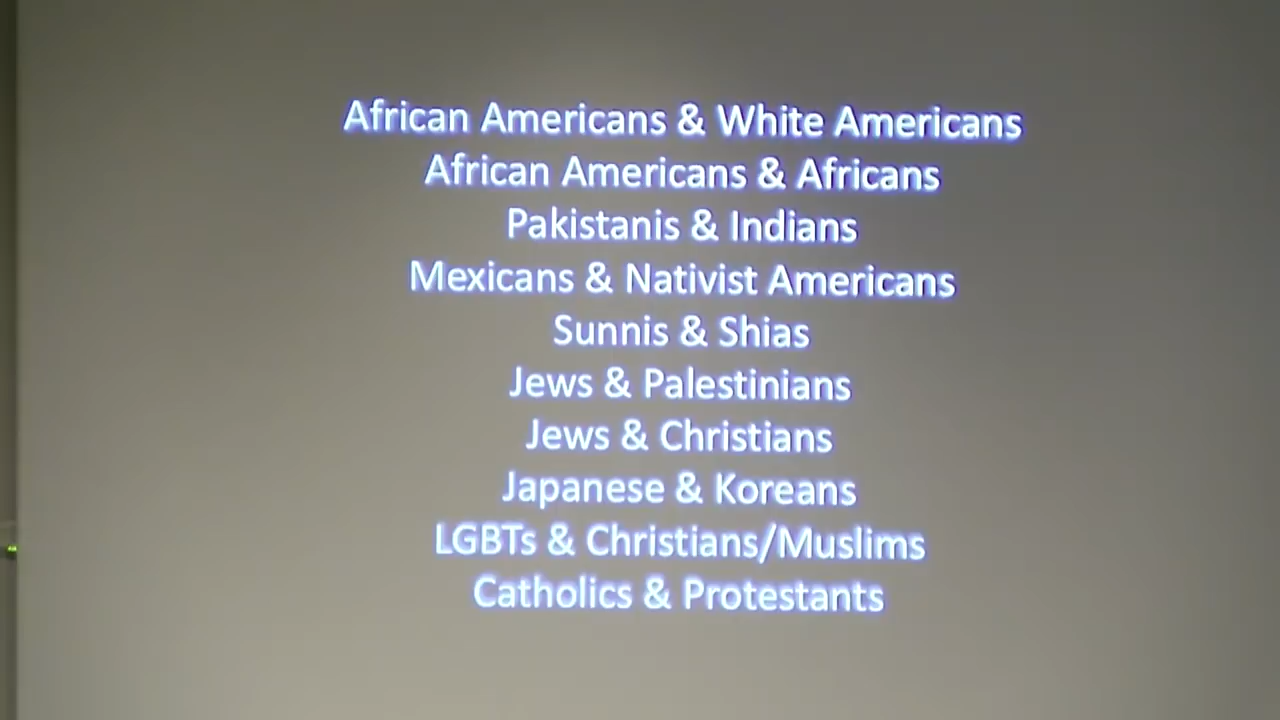 African Americans & White Americans
African Americans & Africans
Pakistanis & Indians
Mexicans & Nativist Americans
Sunnis & Shias
Jews & Palestinians
Jews & Christians
Japanese & Koreans
LGBTs & Christians/Muslims
Catholics & Protestants